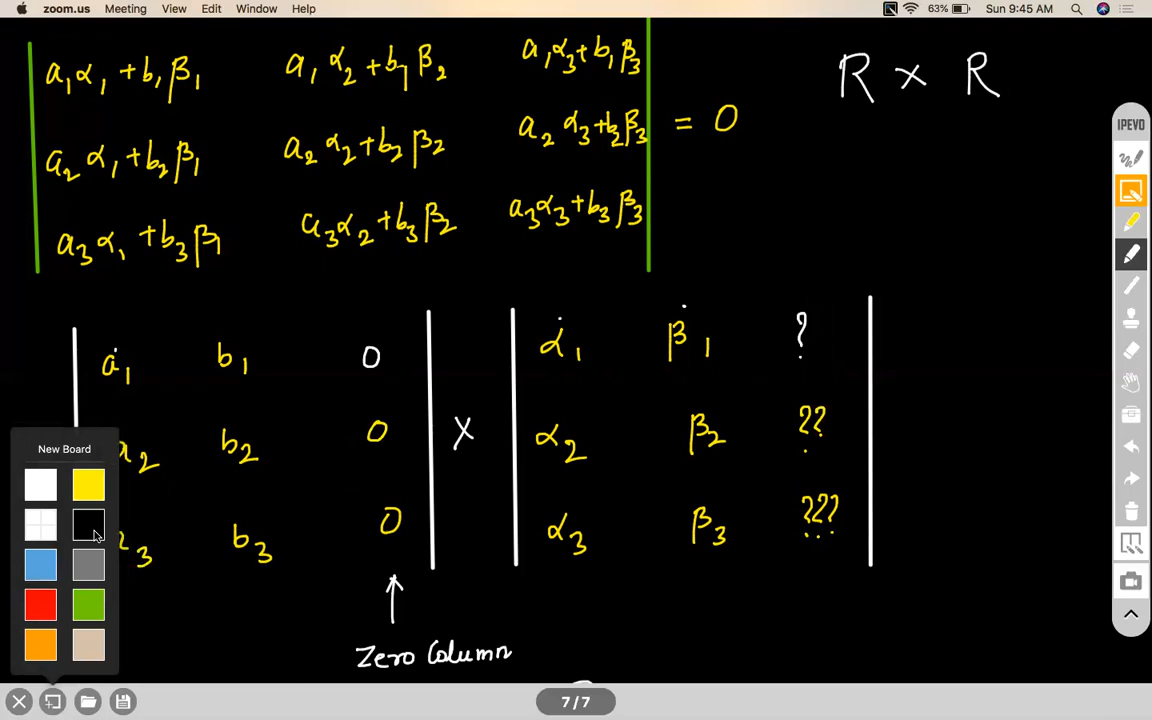 zoom.us Meeting View Edit Window Help 63% Sun 9:45 AM
a₁α₁ + b₁β₁ a₁α₂ + b₁β₂ a₁α₃ + b₁β₃ R × R
a₂α₁ + b₂β₁ a₂α₂ + b₂β₂ a₂α₃ + b₂β₃ = 0
a₃α₁ + b₃β₁ a₃α₂ + b₃β₂ a₃α₃ + b₃β₃
IPEVO
a₁ b₁ 0 α₁ β₁ ?
a₂ b₂ 0 × α₂ β₂ ??
a₃ b₃ 0 α₃ β₃ ???
New Board
Zero Column
7/7